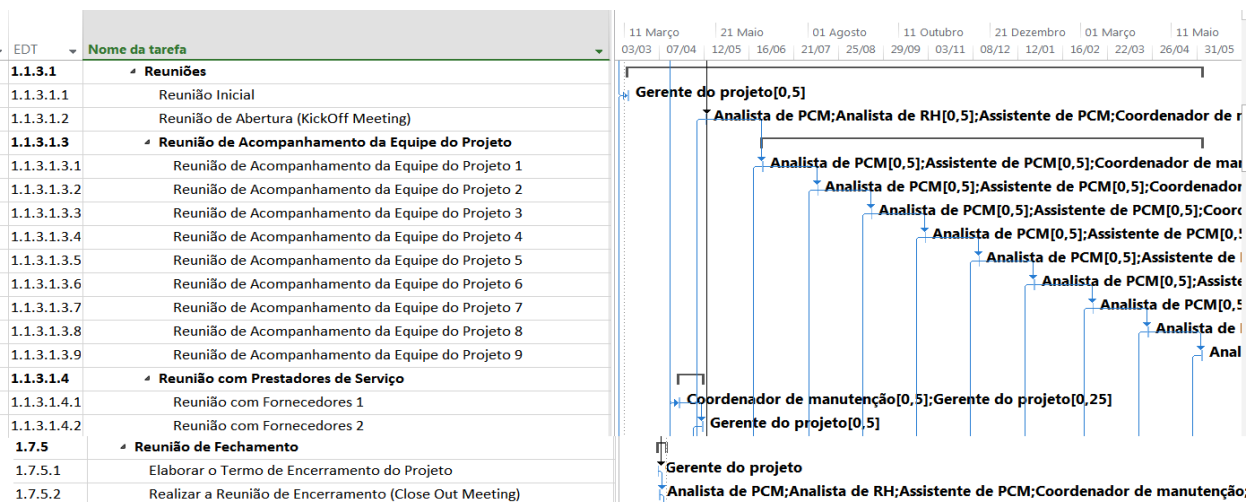 11 Março 21 Maio 01 Agosto 11 Outubro 21 Dezembro 01 Março 11 Maio
EDT Nome da tarefa 03/03 07/04 12/05 16/06 21/07 25/08 29/09 03/11 08/12 12/01 16/02 22/03 26/04 31/05
1.1.3.1 Reuniões
1.1.3.1.1 Reunião Inicial Gerente do projeto[0,5]
1.1.3.1.2 Reunião de Abertura (KickOff Meeting) Analista de PCM;Analista de RH[0,5];Assistente de PCM;Coordenador de
1.1.3.1.3 Reunião de Acompanhamento da Equipe do Projeto
1.1.3.1.3.1 Reunião de Acompanhamento da Equipe do Projeto 1 Analista de PCM[0,5];Assistente de PCM[0,5];Coordenador de
1.1.3.1.3.2 Reunião de Acompanhamento da Equipe do Projeto 2 Analista de PCM[0,5];Assistente de PCM[0,5];Coordenador
1.1.3.1.3.3 Reunião de Acompanhamento da Equipe do Projeto 3 Analista de PCM[0,5];Assistente de PCM[0,5];Coord
1.1.3.1.3.4 Reunião de Acompanhamento da Equipe do Projeto 4 Analista de PCM[0,5];Assistente de PCM[0,5
1.1.3.1.3.5 Reunião de Acompanhamento da Equipe do Projeto 5 Analista de PCM[0,5];Assistente de
1.1.3.1.3.6 Reunião de Acompanhamento da Equipe do Projeto 6 Analista de PCM[0,5];Assiste
1.1.3.1.3.7 Reunião de Acompanhamento da Equipe do Projeto 7 Analista de PCM[0,5
1.1.3.1.3.8 Reunião de Acompanhamento da Equipe do Projeto 8 Analista de
1.1.3.1.3.9 Reunião de Acompanhamento da Equipe do Projeto 9 Anal
1.1.3.1.4 Reunião com Prestadores de Serviço
1.1.3.1.4.1 Reunião com Fornecedores 1 Coordenador de manutenção[0,5];Gerente do projeto[0,25]
1.1.3.1.4.2 Reunião com Fornecedores 2 Gerente do projeto[0,5]
1.7.5 Reunião de Fechamento
1.7.5.1 Elaborar o Termo de Encerramento do Projeto Gerente do projeto
1.7.5.2 Realizar a Reunião de Encerramento (Close Out Meeting) Analista de PCM;Analista de RH;Assistente de PCM;Coordenador de manutenção;